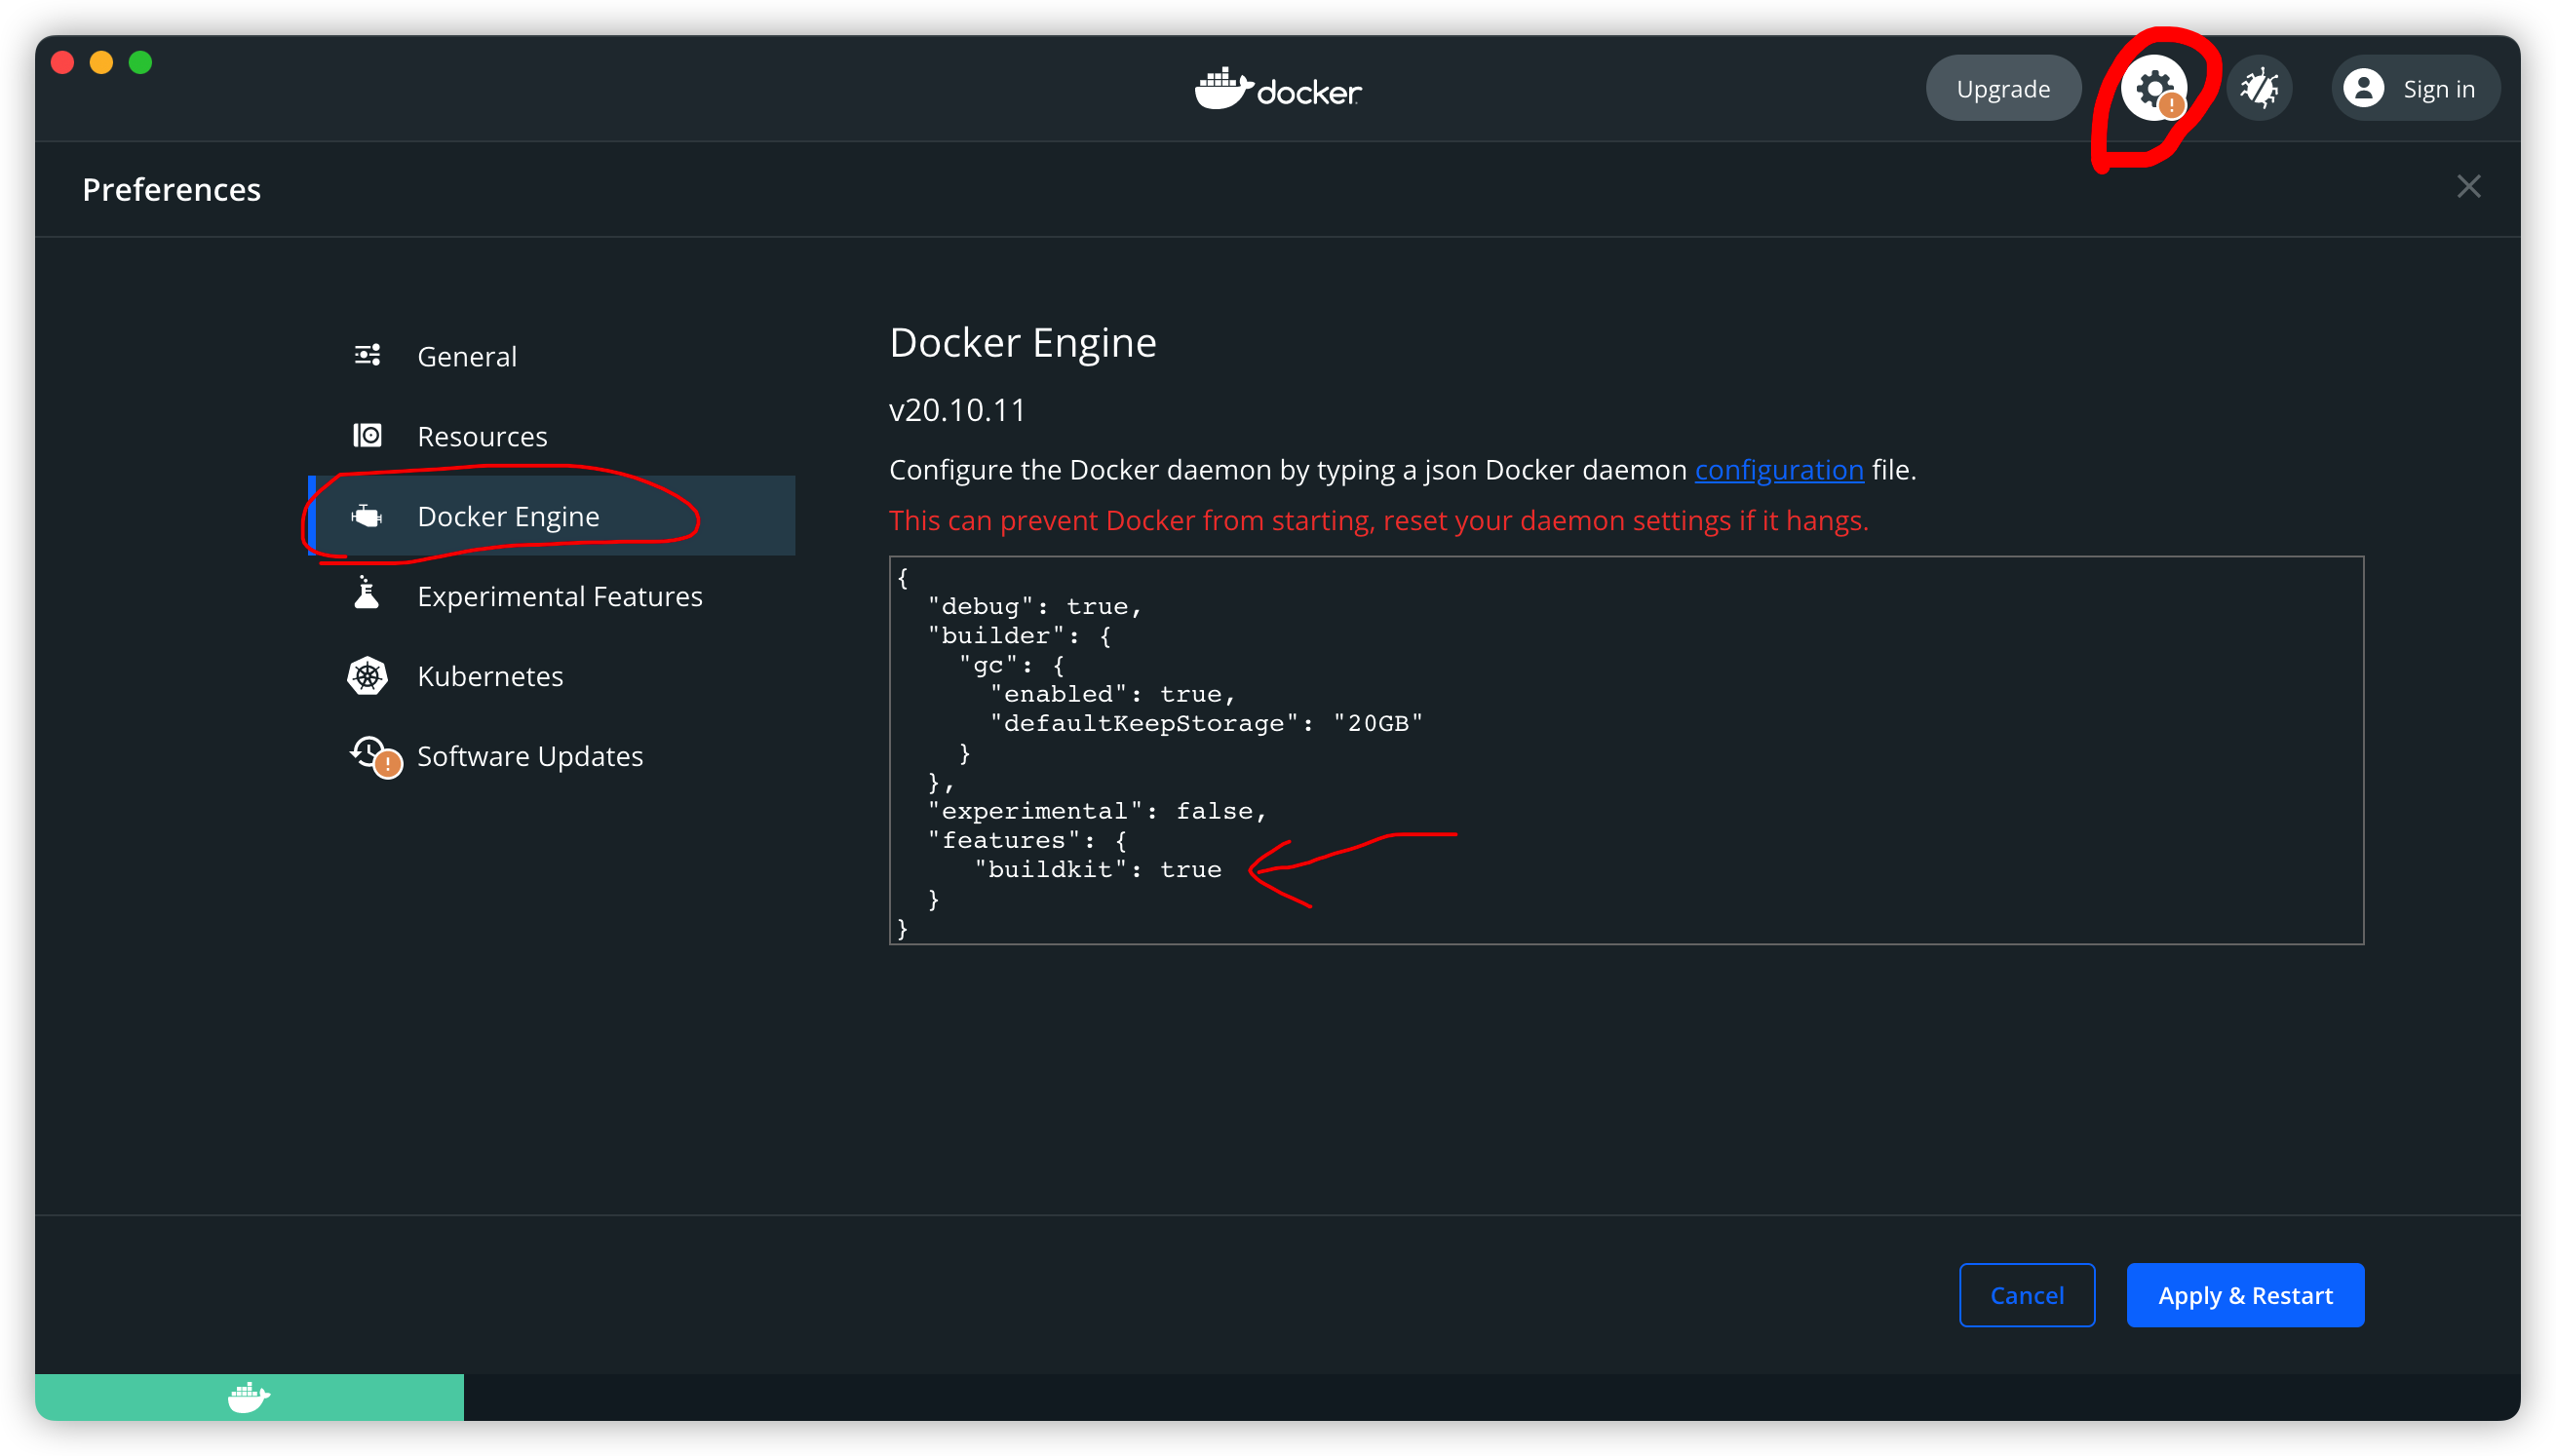 docker
Upgrade
Sign in
Preferences
General
Resources
Docker Engine
Experimental Features
Kubernetes
Software Updates
Docker Engine
v20.10.11
Configure the Docker daemon by typing a json Docker daemon configuration file.
This can prevent Docker from starting, reset your daemon settings if it hangs.
{
  "debug": true,
  "builder": {
    "gc": {
      "enabled": true,
      "defaultKeepStorage": "20GB"
    }
  },
  "experimental": false,
  "features": {
     "buildkit": true
  }
}
Cancel
Apply & Restart